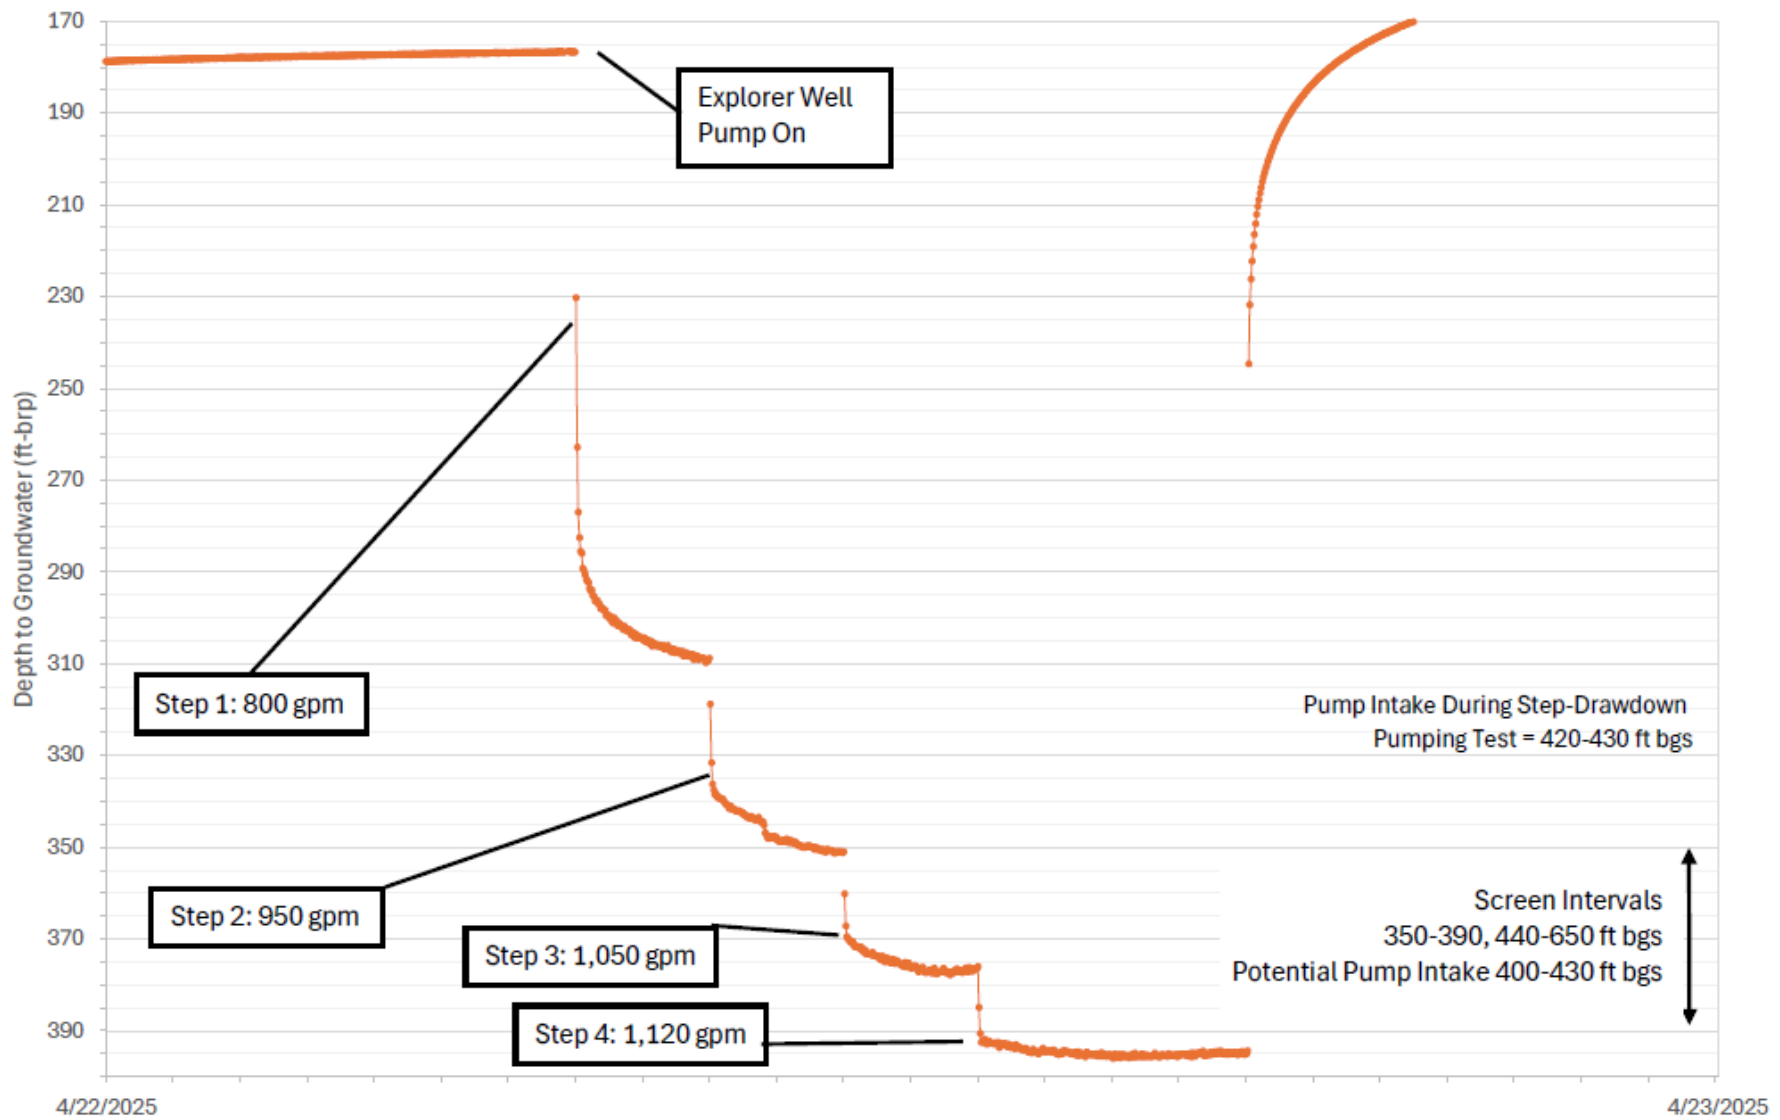 170
190
210
230
250
270
290
310
330
350
370
390
Depth to Groundwater (ft-brp)
4/22/2025
4/23/2025
Explorer Well
Pump On
Step 1: 800 gpm
Step 2: 950 gpm
Step 3: 1,050 gpm
Step 4: 1,120 gpm
Pump Intake During Step-Drawdown
Pumping Test = 420-430 ft bgs
Screen Intervals
350-390, 440-650 ft bgs
Potential Pump Intake 400-430 ft bgs